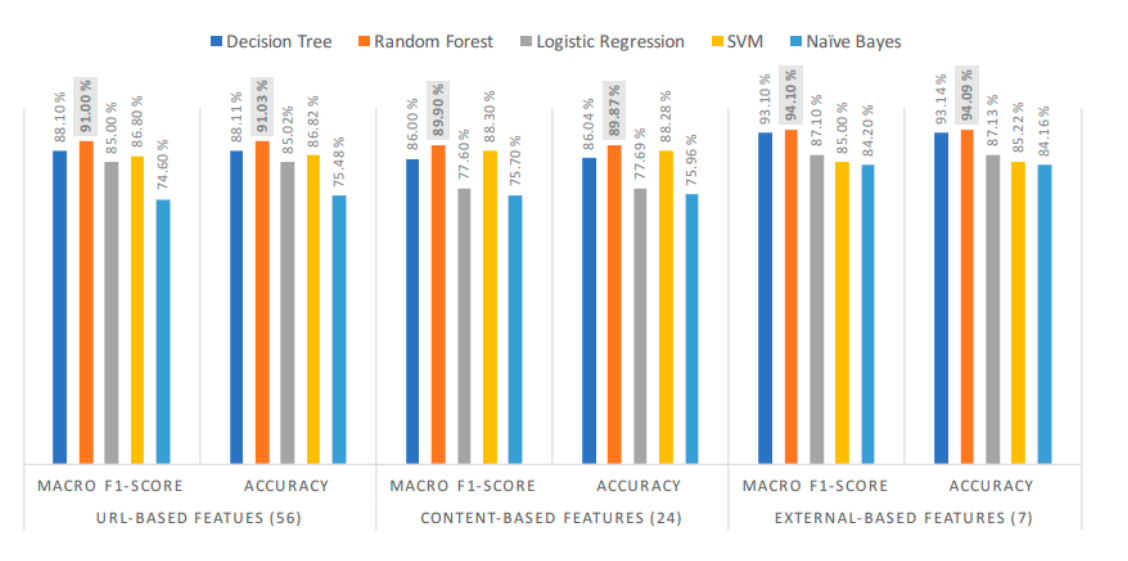 Decision Tree Random Forest Logistic Regression SVM Naïve Bayes
88.10% 91.00% 85.00% 86.80% 74.60% 88.11% 91.03% 85.02% 86.82% 75.48% 86.00% 89.90% 77.60% 88.30% 75.70% 86.04% 89.87% 77.69% 88.28% 75.96% 93.10% 94.10% 87.10% 85.00% 84.20% 93.14% 94.09% 87.13% 85.22% 84.16%
MACRO F1-SCORE ACCURACY MACRO F1-SCORE ACCURACY MACRO F1-SCORE ACCURACY
URL-BASED FEATUES (56) CONTENT-BASED FEATURES (24) EXTERNAL-BASED FEATURES (7)